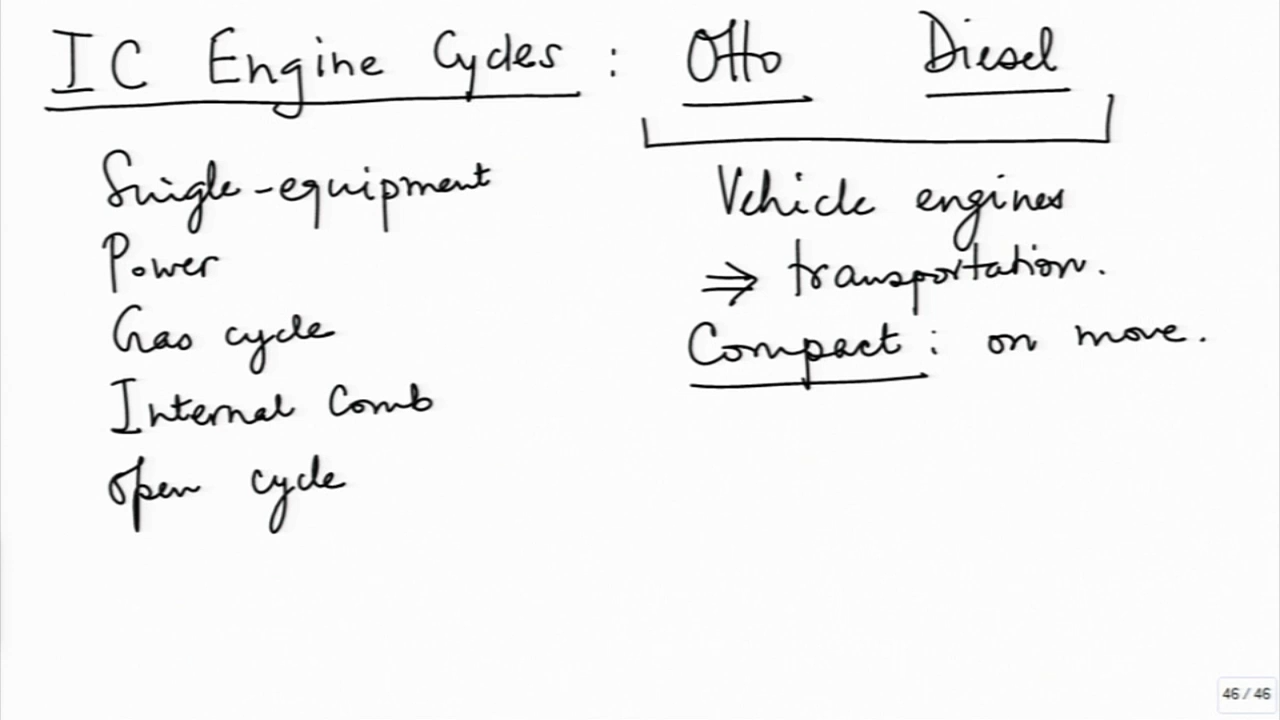 IC Engine Cycles : Otto Diesel
Single-equipment
Power
Gas cycle
Internal Comb
open cycle
Vehicle engines
⇒ transportation.
Compact : on move.
46 / 46